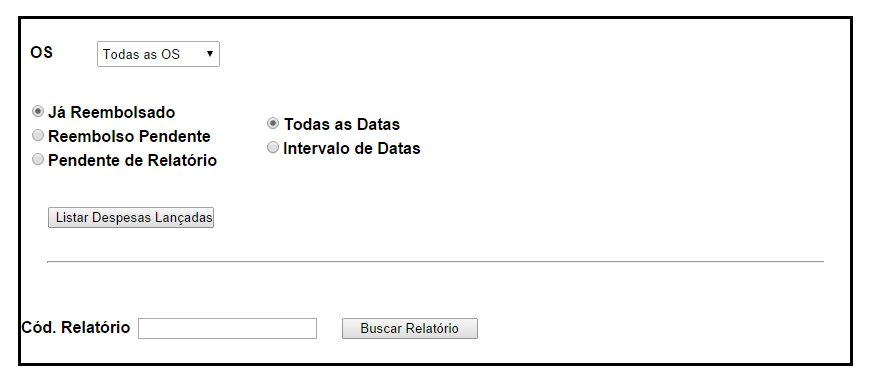 OS Todas as OS
Já Reembolsado
Reembolso Pendente
Pendente de Relatório
Todas as Datas
Intervalo de Datas
Listar Despesas Lançadas
Cód. Relatório Buscar Relatório